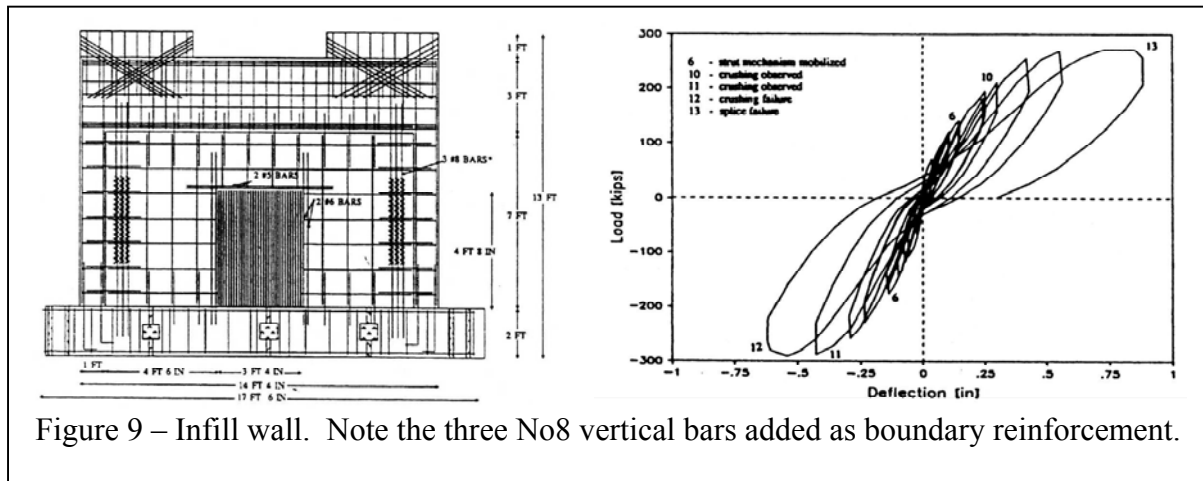 1 FT
3 FT
3 #8 BARS*
2 #5 BARS
2 #6 BARS
13 FT
7 FT
4 FT 8 IN
2 FT
1 FT
4 FT 6 IN
3 FT 4 IN
14 FT 4 IN
17 FT 6 IN
300
200
100
0
-100
-200
-300
Load [kips]
6 - strut mechanism mobilized
10 - crushing observed
11 - crushing observed
12 - crushing failure
13 - splice failure
13
10
6
6
12
11
-1 -.75 -.5 -.25 0 .25 .5 .75 1
Deflection [in]
Figure 9 – Infill wall. Note the three No8 vertical bars added as boundary reinforcement.